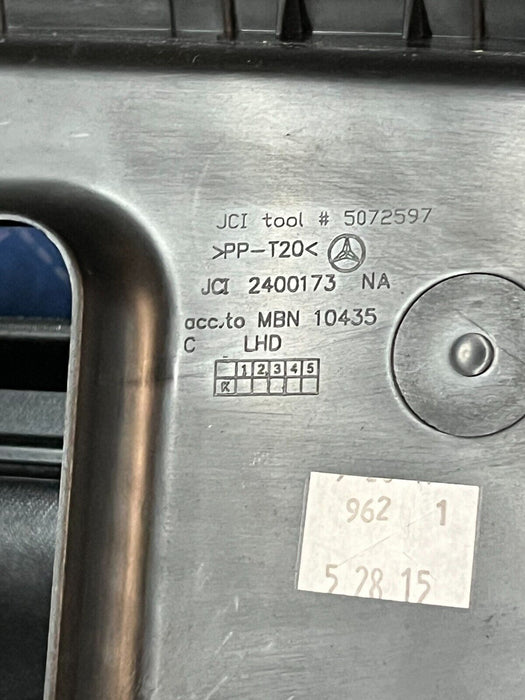 JCI tool # 5072597
>PP-T20<
JCI 2400173 NA
acc.to MBN 10435
C LHD
1 2 3 4 5
962 1
5 28 15